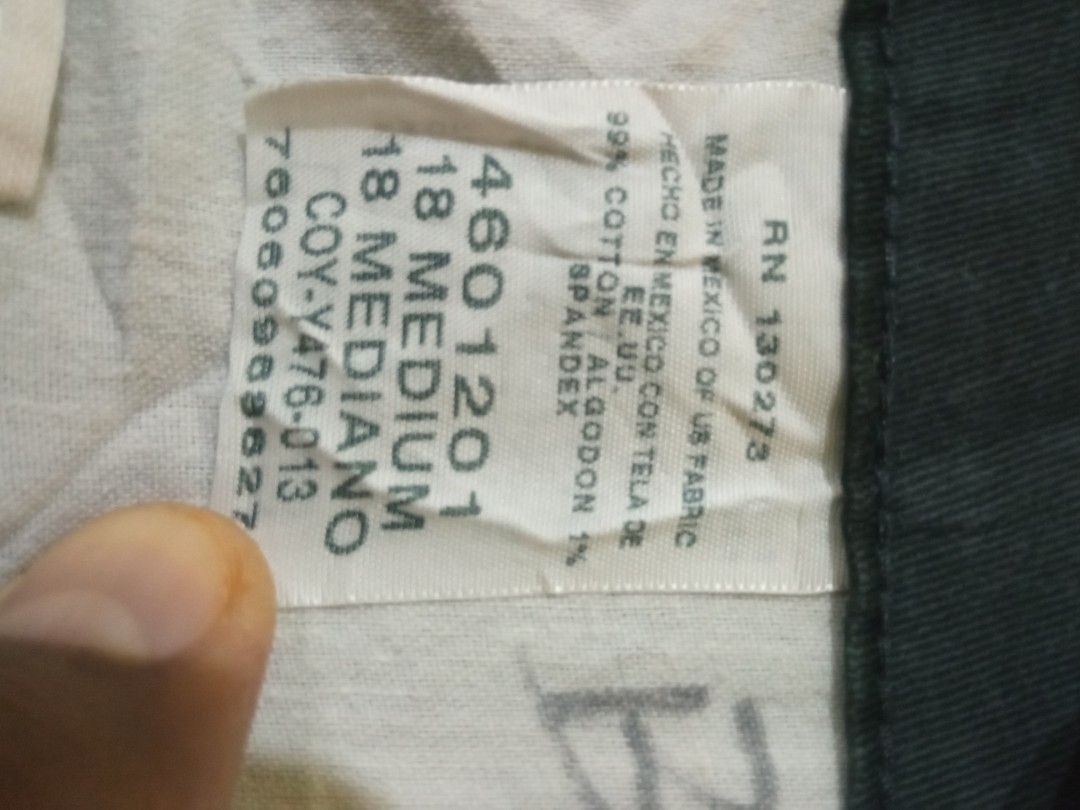 RN 130273
MADE IN MEXICO OF US FABRIC
HECHO EN MEXICO CON TELA DE
EE.UU.
99% COTTON / ALGODON 1%
SPANDEX
4601201
18 MEDIUM
18 MEDIANO
COY-Y476-013